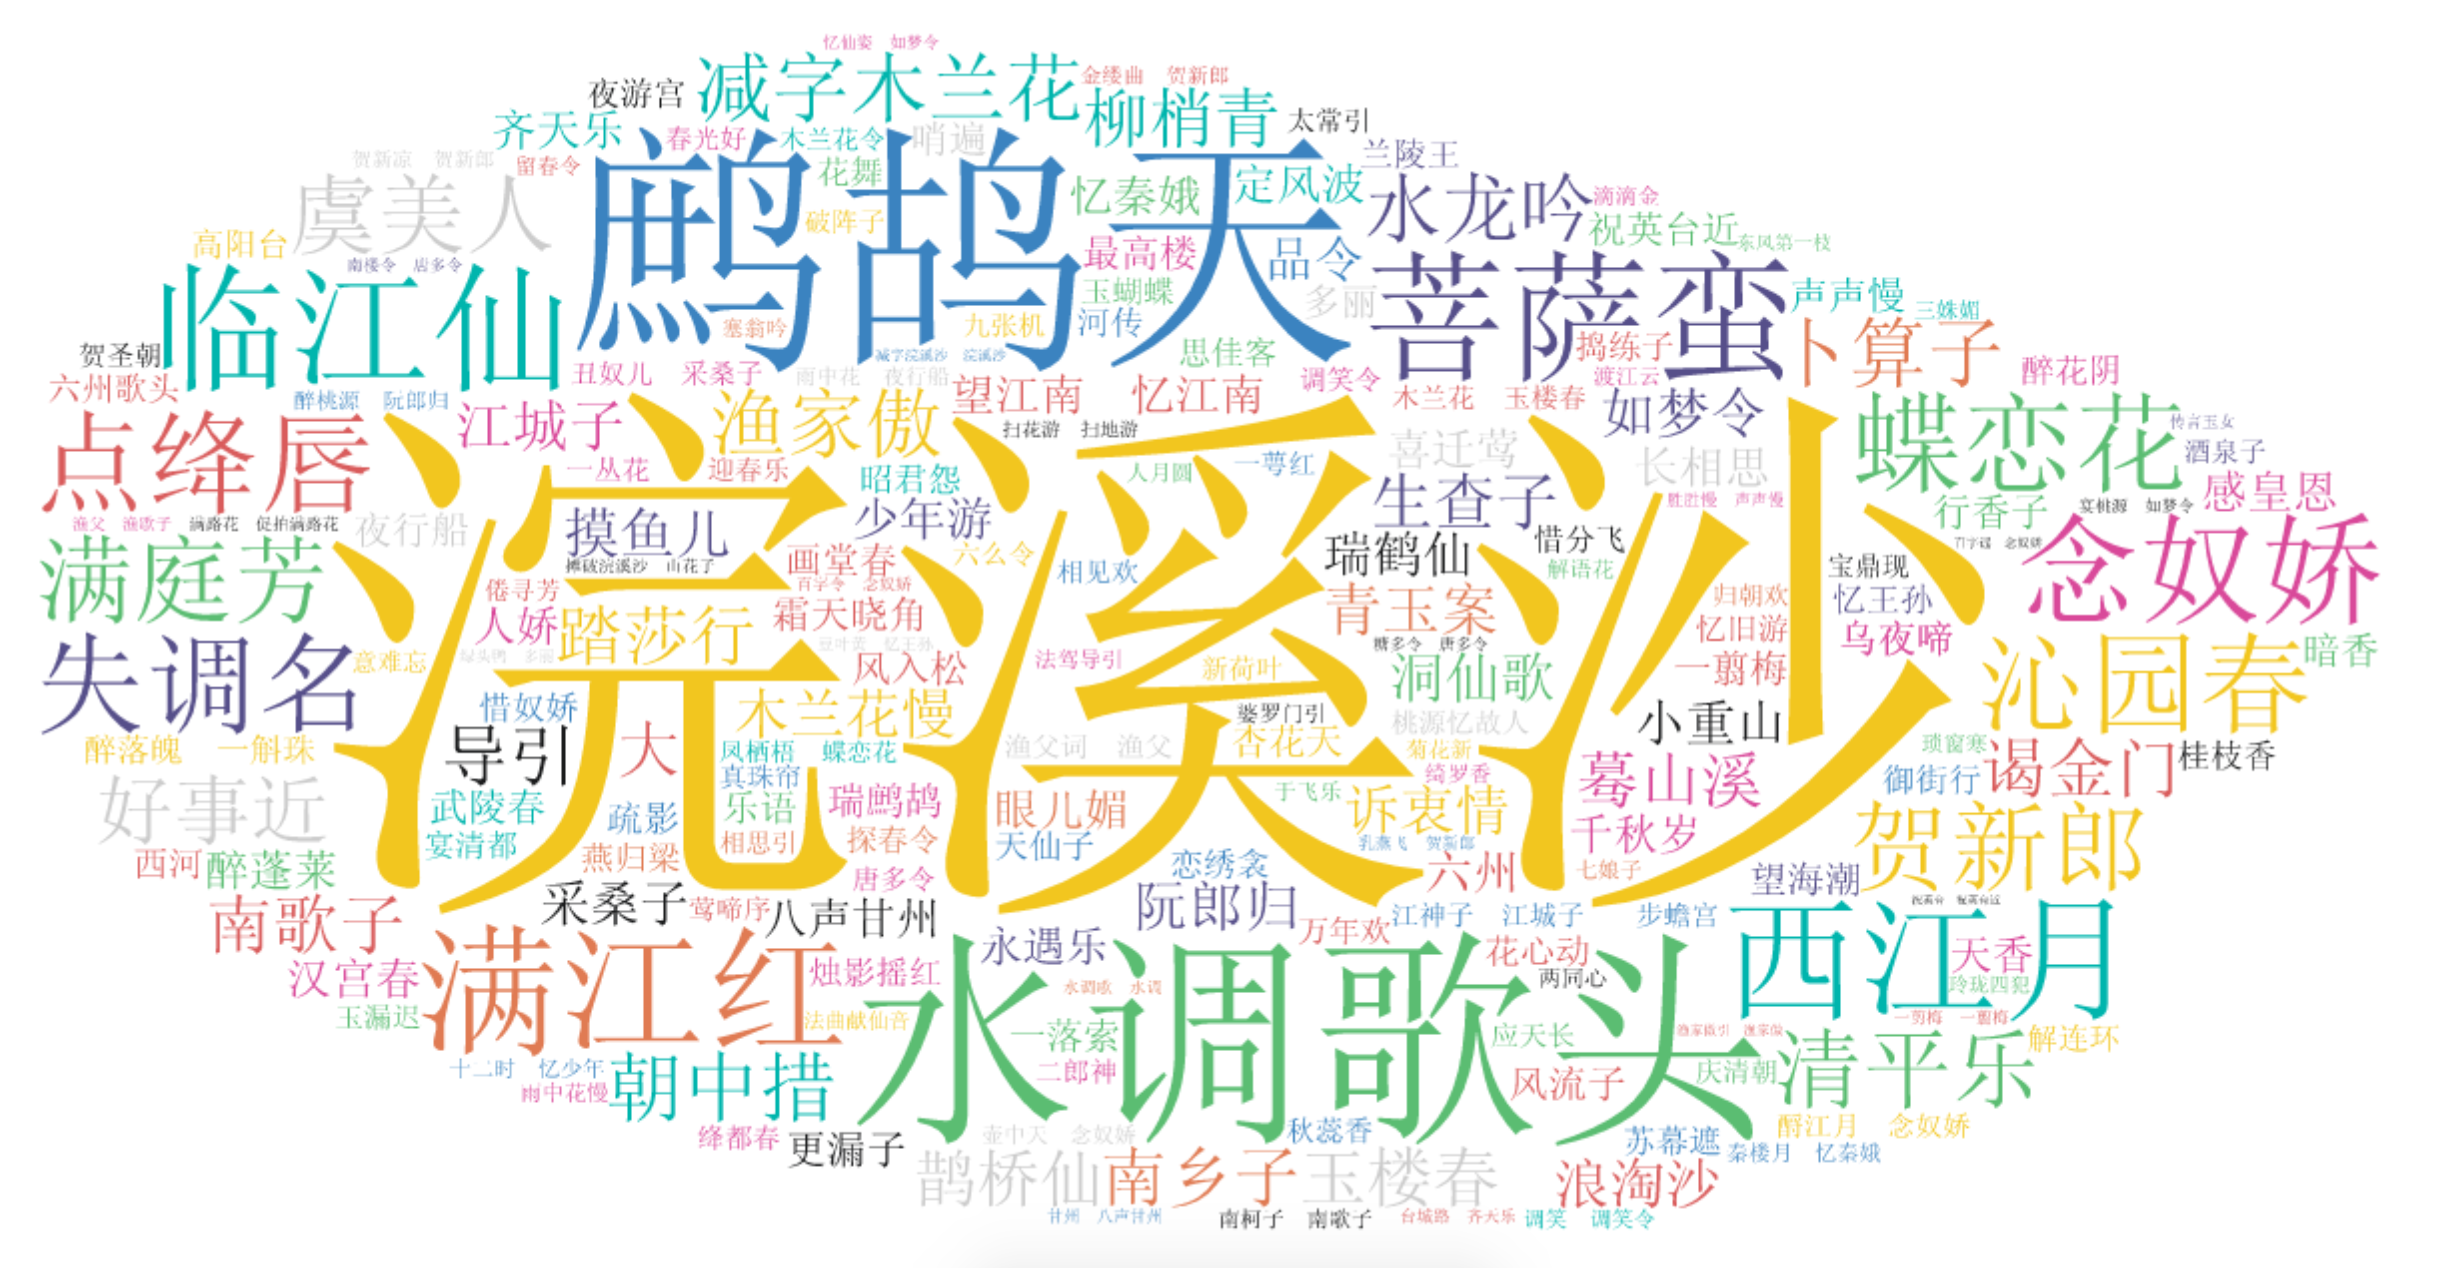 忆仙姿 如梦令
减字木兰花
金缕曲 贺新郎
夜游宫
柳梢青
太常引
齐天乐
春光好
木兰花令
哨遍
兰陵王
贺新凉 贺新郎
留春令
花舞
鹧鸪天
忆秦娥
定风波
水龙吟
滴滴金
虞美人
破阵子
祝英台近
东风第一枝
高阳台
最高楼
品令
南楼令 唐多令
临江仙
玉蝴蝶
多丽
菩萨蛮
声声慢
三姝媚
塞翁吟
九张机
河传
贺圣朝
减字浣溪沙 浣溪沙
思佳客
捣练子
卜算子
六州歌头
丑奴儿 采桑子
雨中花 夜行船
望江南 忆江南
调笑令
渡江云
醉花阴
醉桃源 阮郎归
江城子
渔家傲
木兰花 玉楼春
如梦令
蝶恋花
传言玉女
点绛唇
扫花游 扫地游
喜迁莺
长相思
酒泉子
一丛花
迎春乐
昭君怨
人月圆
一萼红
生查子
胜胜慢 声声慢
感皇恩
渔父 渔歌子
满路花 促拍满路花
夜行船
摸鱼儿
少年游
惜分飞
行香子
宴桃源 如梦令
满庭芳
摊破浣溪沙 山花子
画堂春
六么令
相见欢
瑞鹤仙
解语花
宝鼎现
百字谣 念奴娇
念奴娇
倦寻芳
百字令 念奴娇
浣溪沙
青玉案
归朝欢
忆王孙
人娇
踏莎行
霜天晓角
忆旧游
乌夜啼
失调名
意难忘
绿头鸭 多丽
豆叶黄 忆王孙
风入松
法驾导引
新荷叶
糖多令 唐多令
洞仙歌
一翦梅
沁园春
暗香
惜奴娇
木兰花慢
婆罗门引
桃源忆故人
小重山
醉落魄 一斛珠
导引
大
凤栖梧 蝶恋花
渔父词 渔父
杏花天
菊花新
琐窗寒
谒金门
桂枝香
真珠帘
绮罗香
蓦山溪
御街行
好事近
武陵春
疏影
乐语
瑞鹧鸪
眼儿媚
于飞乐
诉衷情
千秋岁
贺新郎
宴清都
相思引
探春令
天仙子
乳燕飞 贺新郎
西河
醉蓬莱
燕归梁
唐多令
恋绣衾
六州
七娘子
望海潮
南歌子
采桑子
莺啼序
八声甘州
阮郎归
万年欢
江神子 江城子
步蟾宫
祝英台 祝英台近
西江月
汉宫春
满江红
烛影摇红
永遇乐
花心动
两同心
天香
玲珑四犯
玉漏迟
法曲献仙音
水调歌 水调
水调歌头
一落索
应天长
渔家傲引 渔家傲
一剪梅 一翦梅
解连环
十二时 忆少年
二郎神
风流子
庆清朝
清平乐
雨中花慢
朝中措
绛都春
更漏子
壶中天 念奴娇
秋蕊香
苏幕遮
酹江月 念奴娇
秦楼月 忆秦娥
鹊桥仙
南乡子
玉楼春
浪淘沙
甘州 八声甘州
南柯子 南歌子
台城路 齐天乐
调笑 调笑令